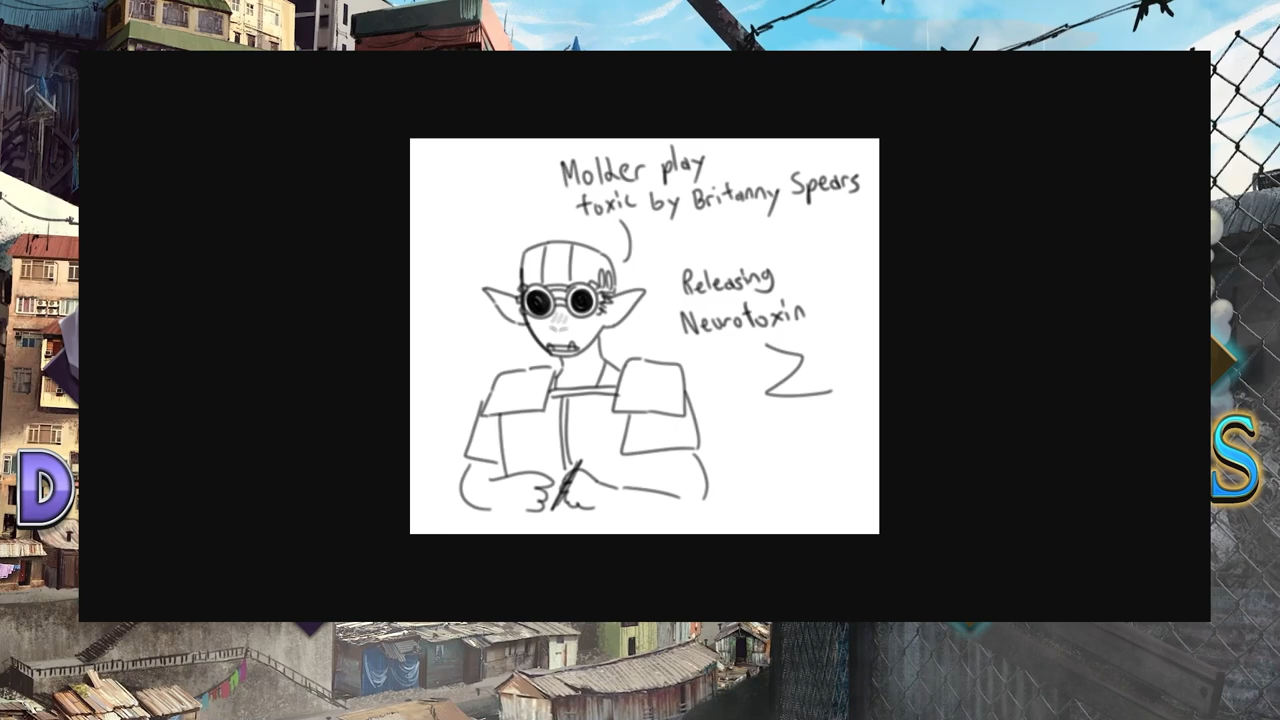 Molder play
toxic by Britanny Spears
Releasing
Neurotoxin
D
S